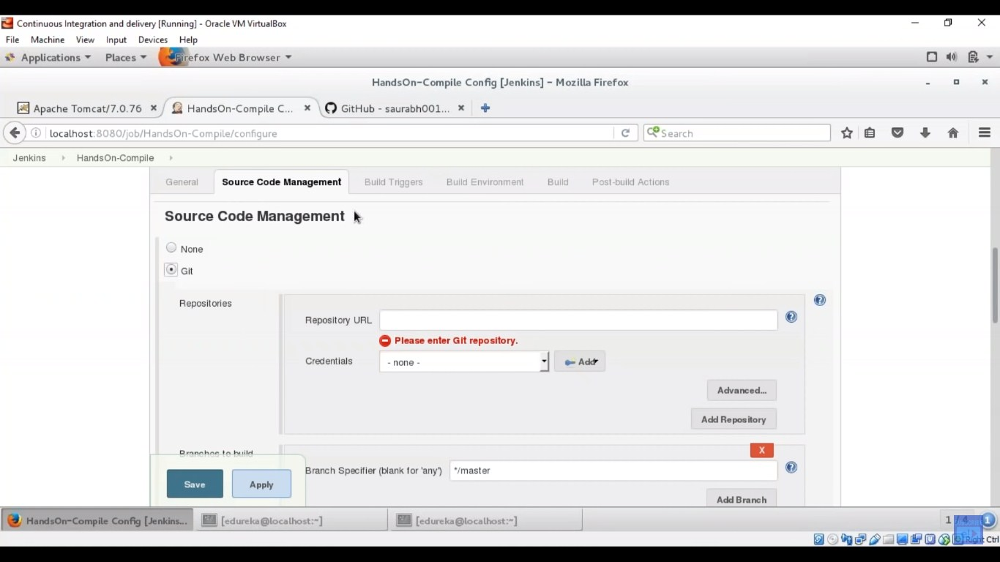 Continuous Integration and delivery [Running] - Oracle VM VirtualBox
File Machine View Input Devices Help
Applications Places Firefox Web Browser
HandsOn-Compile Config [Jenkins] - Mozilla Firefox
Apache Tomcat/7.0.76 HandsOn-Compile C... GitHub - saurabh001...
localhost:8080/job/HandsOn-Compile/configure Search
Jenkins HandsOn-Compile
General Source Code Management Build Triggers Build Environment Build Post-build Actions
Source Code Management
None
Git
Repositories
Repository URL
Please enter Git repository.
Credentials - none - Add
Advanced...
Add Repository
Branches to build X
Branch Specifier (blank for 'any') */master
Save Apply
Add Branch
HandsOn-Compile Config [Jenkins... [edureka@localhost:~] [edureka@localhost:~] 1 / 4 1
Right Ctrl